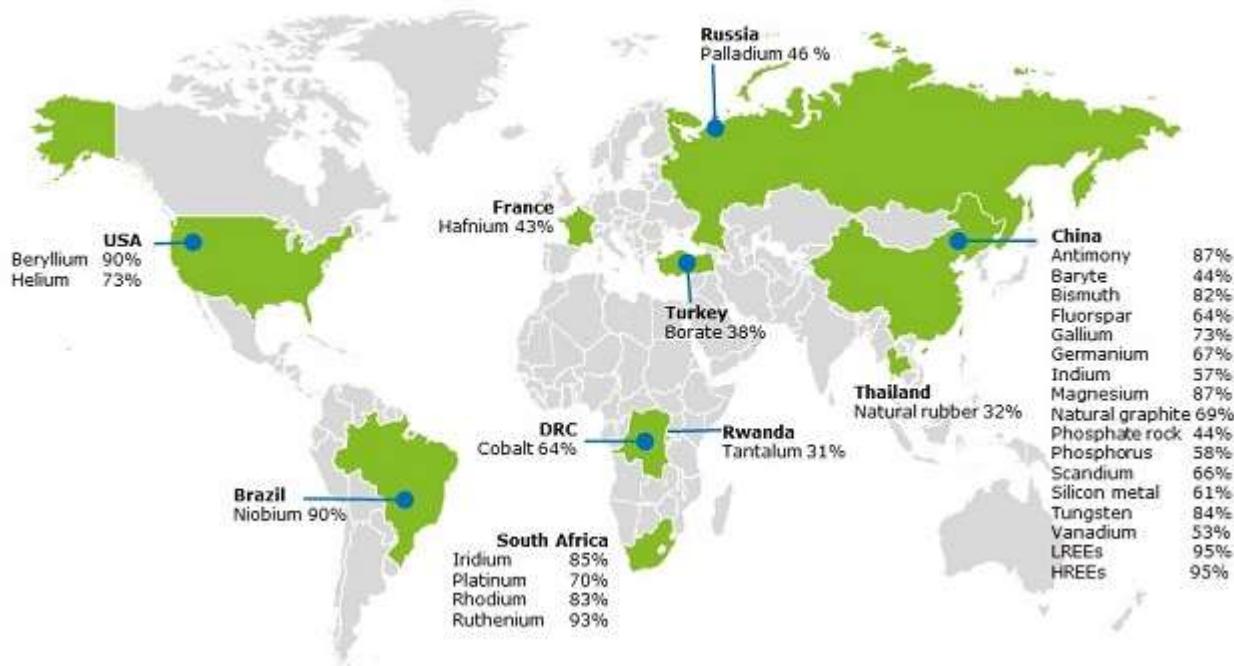 Russia
Palladium 46 %
France
Hafnium 43%
USA
Beryllium 90%
Helium 73%
China
Antimony 87%
Baryte 44%
Bismuth 82%
Fluorspar 64%
Gallium 73%
Germanium 67%
Indium 57%
Magnesium 87%
Natural graphite 69%
Phosphate rock 44%
Phosphorus 58%
Scandium 66%
Silicon metal 61%
Tungsten 84%
Vanadium 53%
LREEs 95%
HREEs 95%
Turkey
Borate 38%
Thailand
Natural rubber 32%
DRC
Cobalt 64%
Rwanda
Tantalum 31%
Brazil
Niobium 90%
South Africa
Iridium 85%
Platinum 70%
Rhodium 83%
Ruthenium 93%